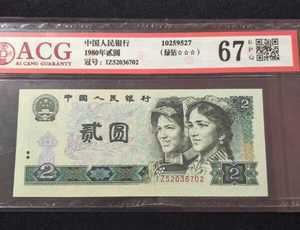 ACG
AI CANG GUARANTY
中国人民银行
1980年贰圆
冠号：IZ52036702
10259527
(绿钻☆☆☆)
67 EPQ
中国人民银行
2
贰圆
2
2
IZ52036702